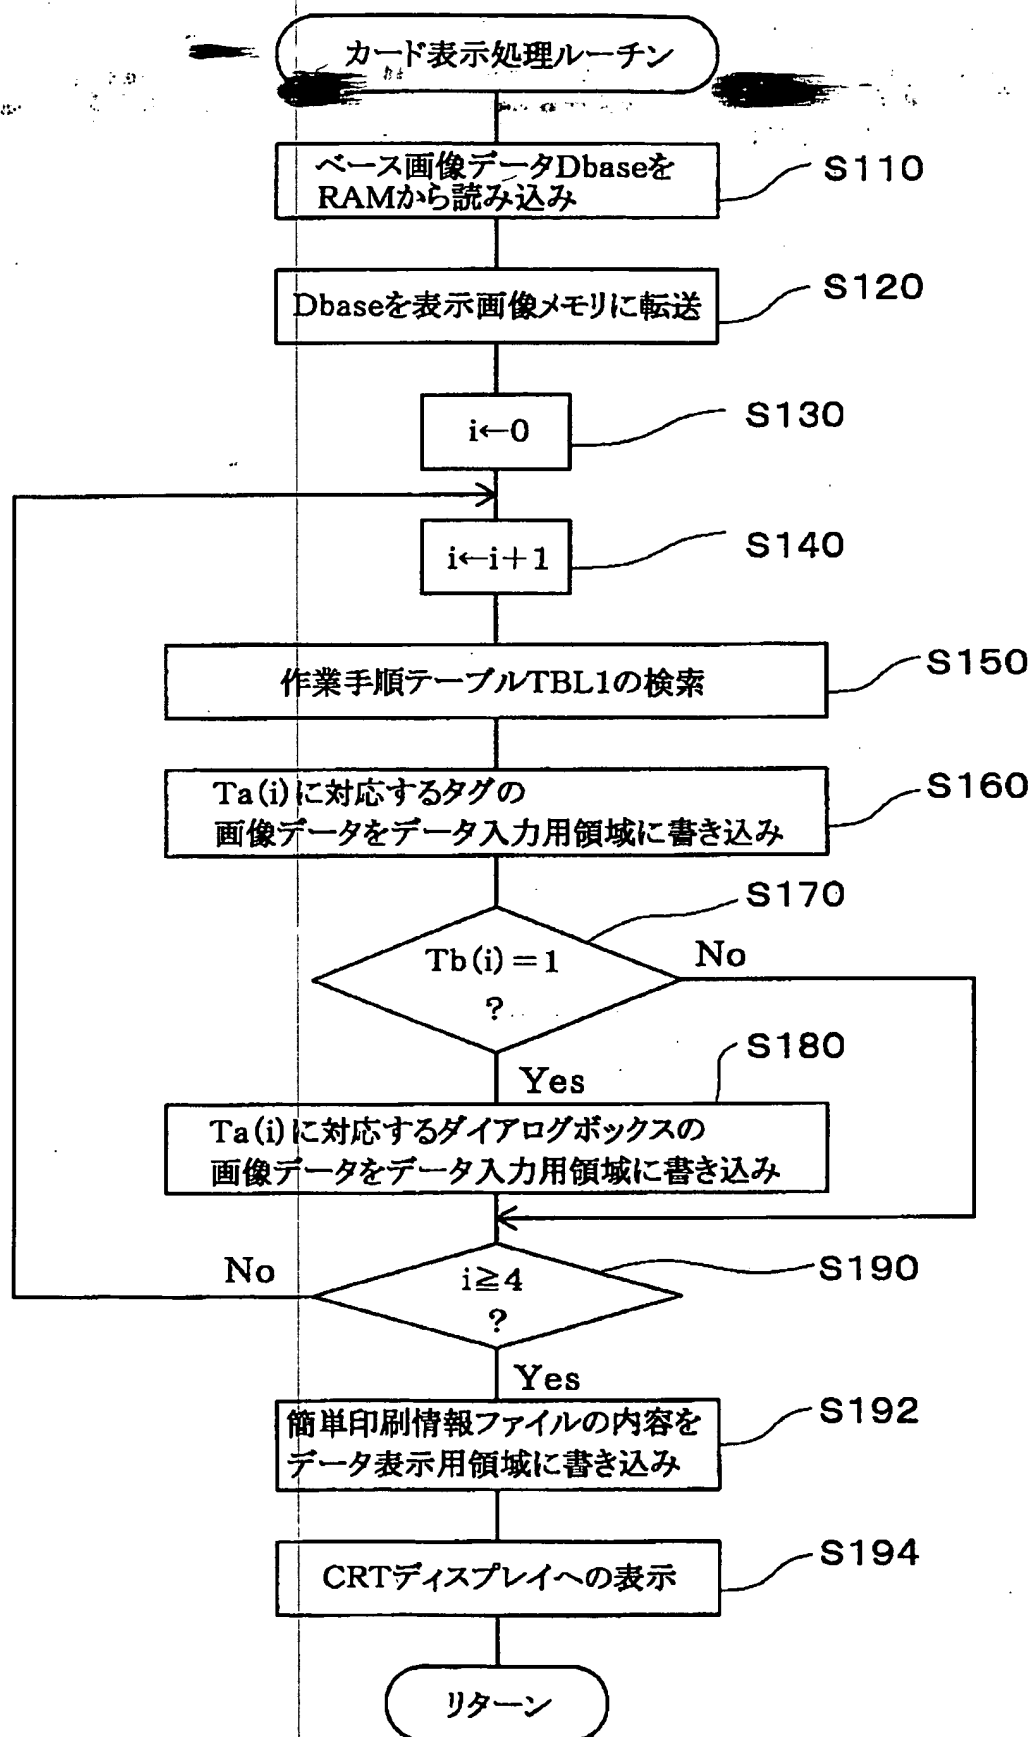 カード表示処理ルーチン
ベース画像データDbaseを
RAMから読み込み
S110
Dbaseを表示画像メモリに転送
S120
i←0
S130
i←i+1
S140
作業手順テーブルTBL1の検索
S150
Ta(i)に対応するタグの
画像データをデータ入力用領域に書き込み
S160
S170
Tb(i)=1
?
No
Yes
S180
Ta(i)に対応するダイアログボックスの
画像データをデータ入力用領域に書き込み
No
i≧4
?
S190
Yes
簡単印刷情報ファイルの内容を
データ表示用領域に書き込み
S192
CRTディスプレイへの表示
S194
リターン